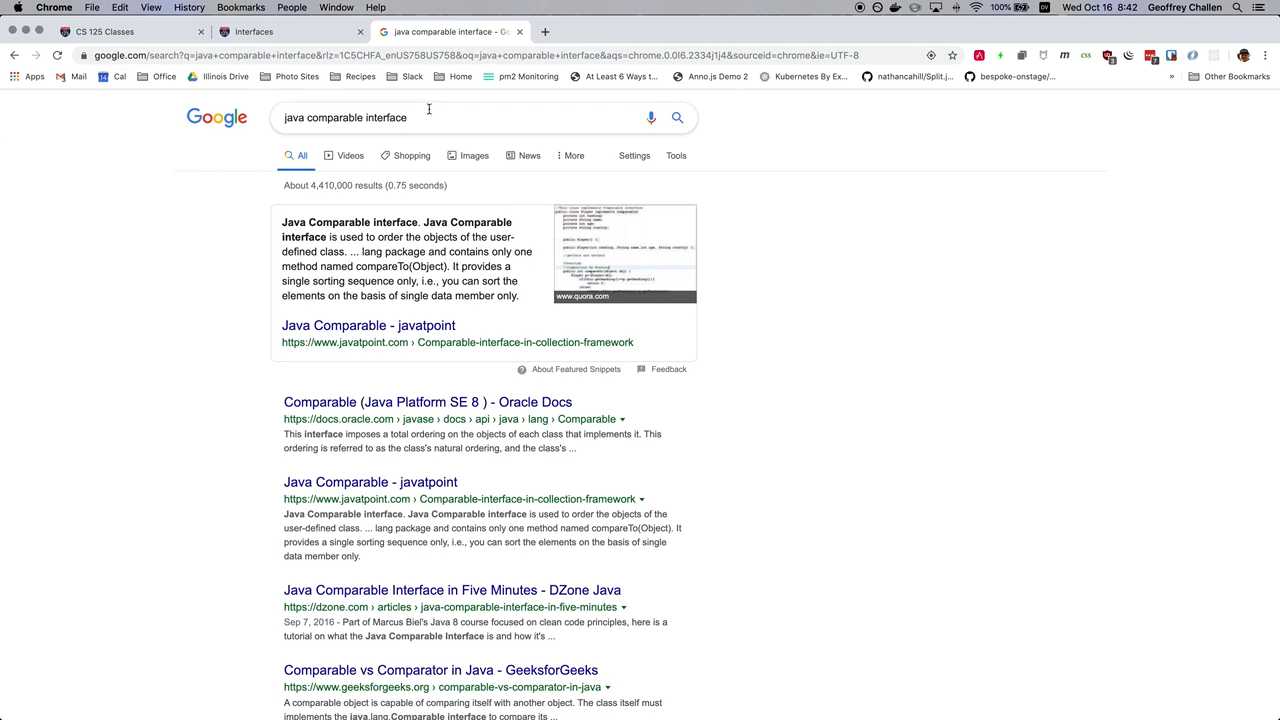 Chrome File Edit View History Bookmarks People Window Help 100% Wed Oct 16 8:42 Geoffrey Challen
CS 125 Classes Interfaces java comparable interface - Go
google.com/search?q=java+comparable+interface&rlz=1C5CHFA_enUS758US758&oq=java+comparable+interface&aqs=chrome.0.0l6.2334j1j4&sourceid=chrome&ie=UTF-8
Apps Mail Cal Office Illinois Drive Photo Sites Recipes Slack Home pm2 Monitoring At Least 6 Ways t... Anno.js Demo 2 Kubernetes By Ex... nathancahill/Split.j... bespoke-onstage/... » Other Bookmarks
Google java comparable interface
All Videos Shopping Images News More Settings Tools
About 4,410,000 results (0.75 seconds)
Java Comparable interface. Java Comparable
interface is used to order the objects of the user-
defined class. ... lang package and contains only one
method named compareTo(Object). It provides a
single sorting sequence only, i.e., you can sort the
elements on the basis of single data member only.
www.quora.com
Java Comparable - javatpoint
https://www.javatpoint.com › Comparable-interface-in-collection-framework
About Featured Snippets Feedback
Comparable (Java Platform SE 8 ) - Oracle Docs
https://docs.oracle.com › javase › docs › api › java › lang › Comparable
This interface imposes a total ordering on the objects of each class that implements it. This
ordering is referred to as the class's natural ordering, and the class's ...
Java Comparable - javatpoint
https://www.javatpoint.com › Comparable-interface-in-collection-framework
Java Comparable interface. Java Comparable interface is used to order the objects of the
user-defined class. ... lang package and contains only one method named compareTo(Object). It
provides a single sorting sequence only, i.e., you can sort the elements on the basis of single
data member only.
Java Comparable Interface in Five Minutes - DZone Java
https://dzone.com › articles › java-comparable-interface-in-five-minutes
Sep 7, 2016 - Part of Marcus Biel's Java 8 course focused on clean code principles, here is a
tutorial on what the Java Comparable Interface is and how it's ...
Comparable vs Comparator in Java - GeeksforGeeks
https://www.geeksforgeeks.org › comparable-vs-comparator-in-java
A comparable object is capable of comparing itself with another object. The class itself must
implements the java.lang.Comparable interface to compare its ...